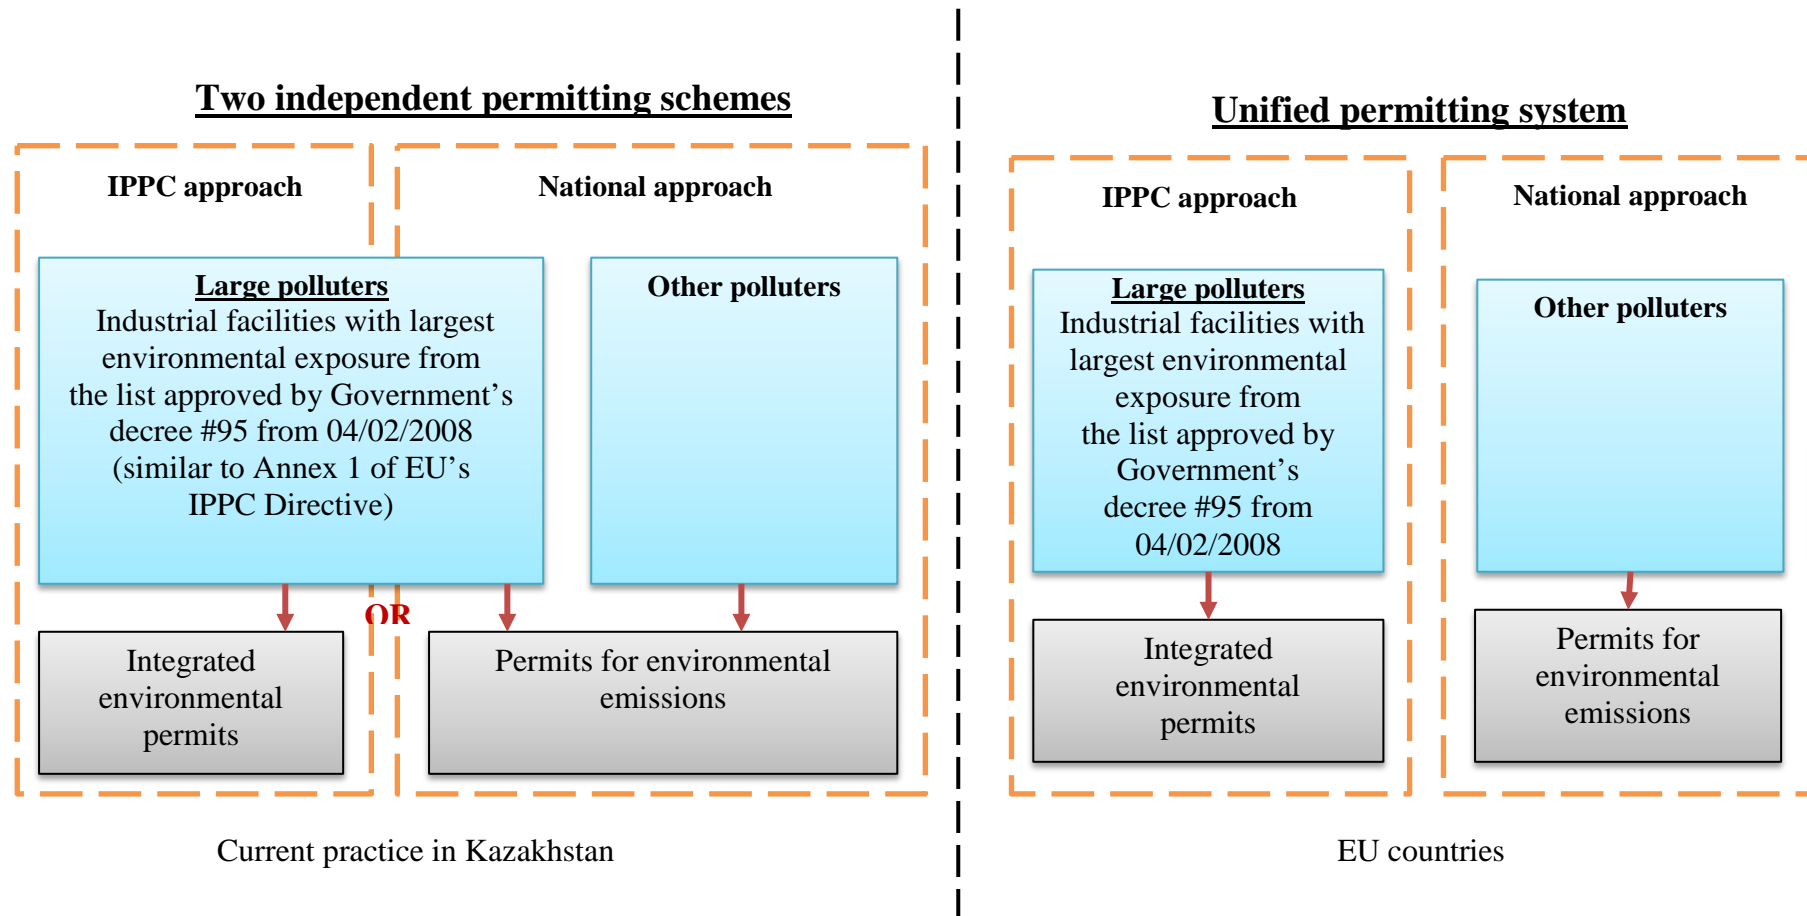 Two independent permitting schemes
IPPC approach
National approach
Large polluters
Industrial facilities with largest
environmental exposure from
the list approved by Government’s
decree #95 from 04/02/2008
(similar to Annex 1 of EU’s
IPPC Directive)
Other polluters
OR
Integrated
environmental
permits
Permits for environmental
emissions
Current practice in Kazakhstan
Unified permitting system
IPPC approach
National approach
Large polluters
Industrial facilities with
largest environmental
exposure from
the list approved by
Government’s
decree #95 from
04/02/2008
Other polluters
Integrated
environmental
permits
Permits for
environmental
emissions
EU countries